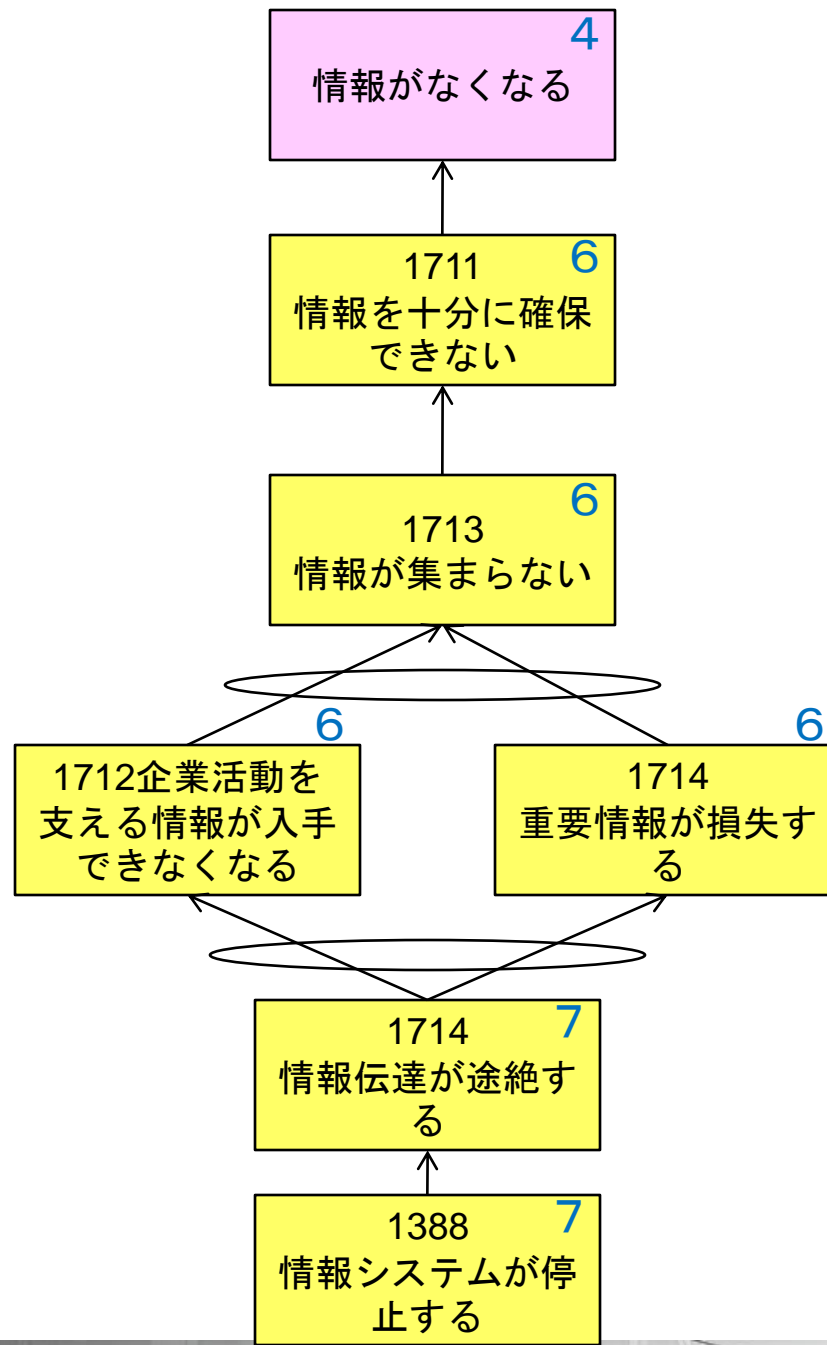 4
情報がなくなる
6
1711
情報を十分に確保
できない
6
1713
情報が集まらない
6
1712企業活動を
支える情報が入手
できなくなる
6
1714
重要情報が損失す
る
7
1714
情報伝達が途絶す
る
7
1388
情報システムが停
止する